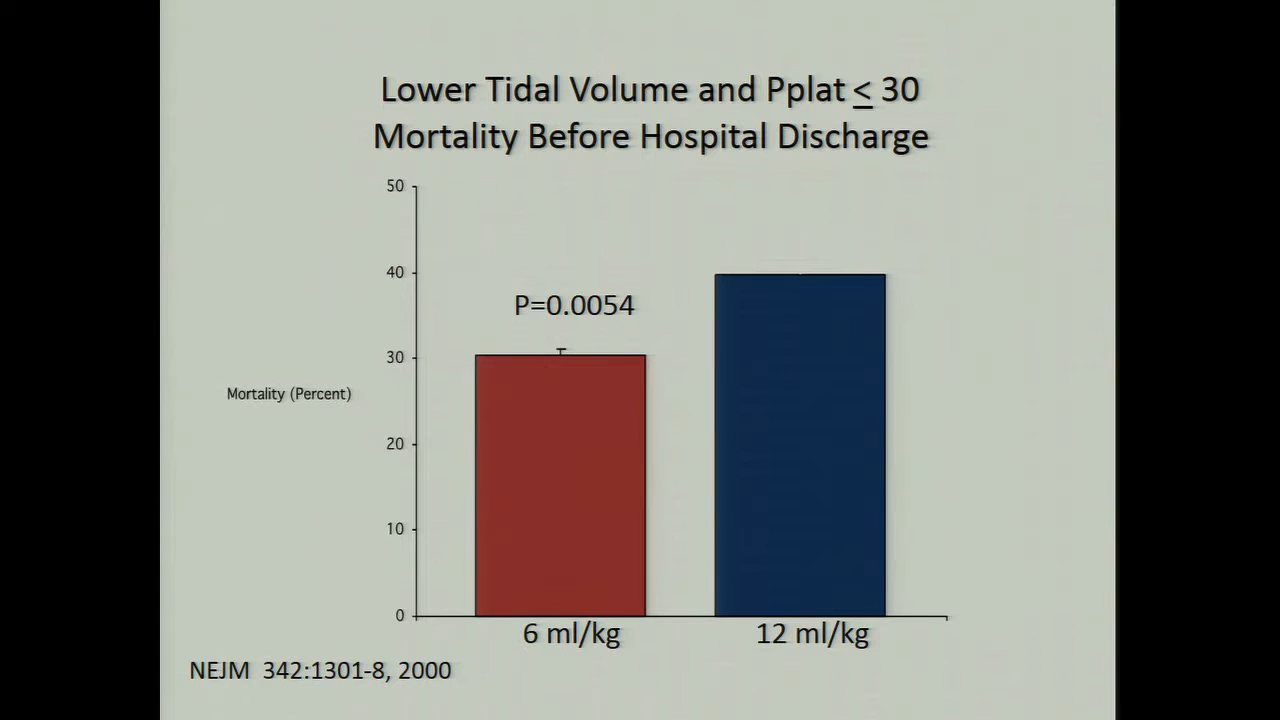 Lower Tidal Volume and Pplat ≤ 30
Mortality Before Hospital Discharge
50
40
P=0.0054
30
Mortality (Percent)
20
10
0
6 ml/kg
12 ml/kg
NEJM 342:1301-8, 2000